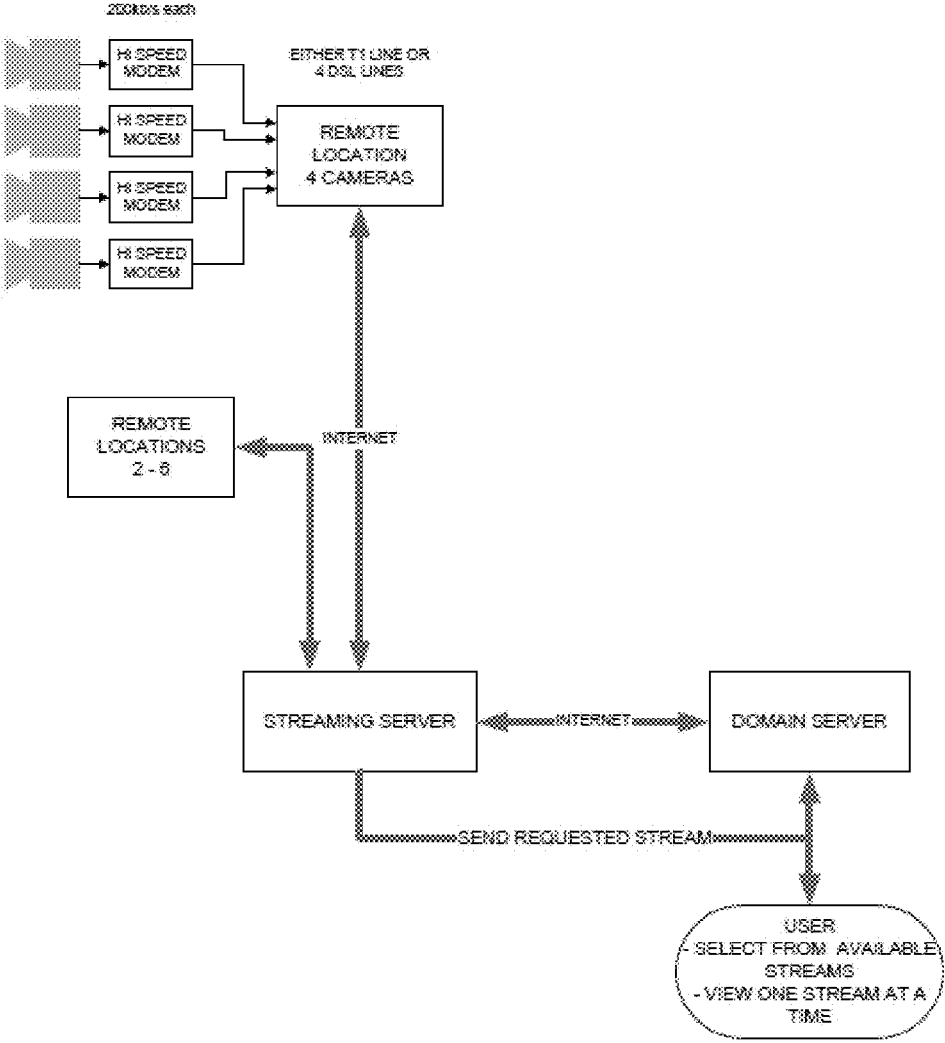 200kb/s each
HI SPEED
MODEM
EITHER T1 LINE OR
4 DSL LINES
HI SPEED
MODEM
REMOTE
LOCATION
4 CAMERAS
HI SPEED
MODEM
HI SPEED
MODEM
REMOTE
LOCATIONS
2 -
INTERNET
STREAMING SERVER
INTERNET
DOMAIN SERVER
SEND REQUESTED STREAM
USER
- SELECT FROM AVAILABLE
STREAMS
- VIEW ONE STREAM AT A
TIME